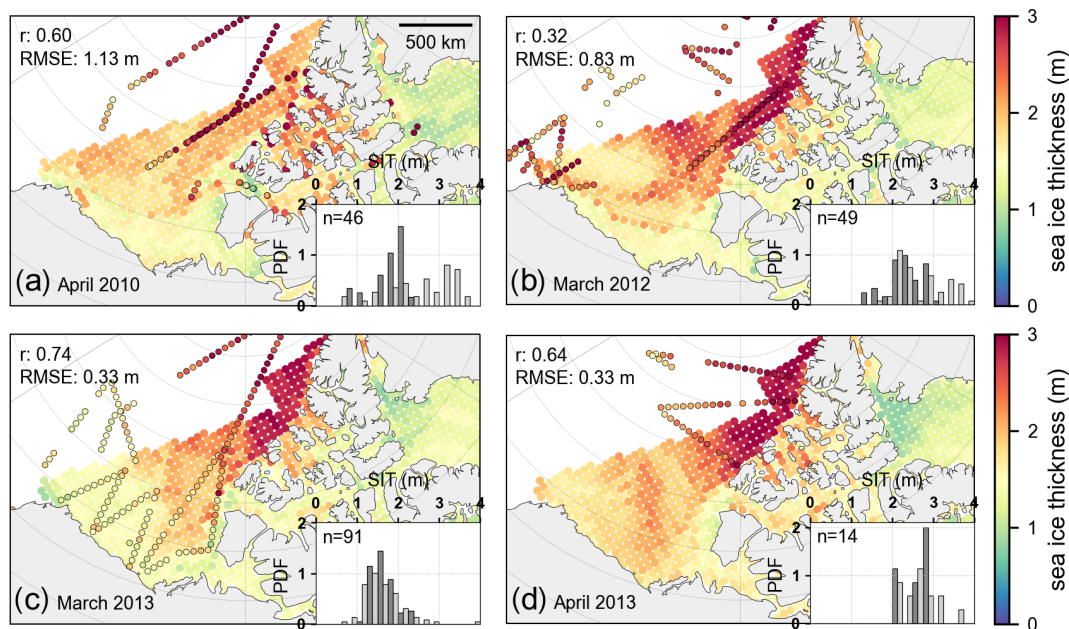 r: 0.60
RMSE: 1.13 m
500 km
SIT (m)
0 1 2 3 4
n=46
PDF
2
1
0
(a) April 2010
r: 0.32
RMSE: 0.83 m
SIT (m)
0 1 2 3 4
n=49
PDF
2
1
0
(b) March 2012
3
2
1
0
sea ice thickness (m)
r: 0.74
RMSE: 0.33 m
SIT (m)
0 1 2 3 4
n=91
PDF
2
1
0
(c) March 2013
r: 0.64
RMSE: 0.33 m
SIT (m)
0 1 2 3 4
n=14
PDF
2
1
0
(d) April 2013
3
2
1
0
sea ice thickness (m)